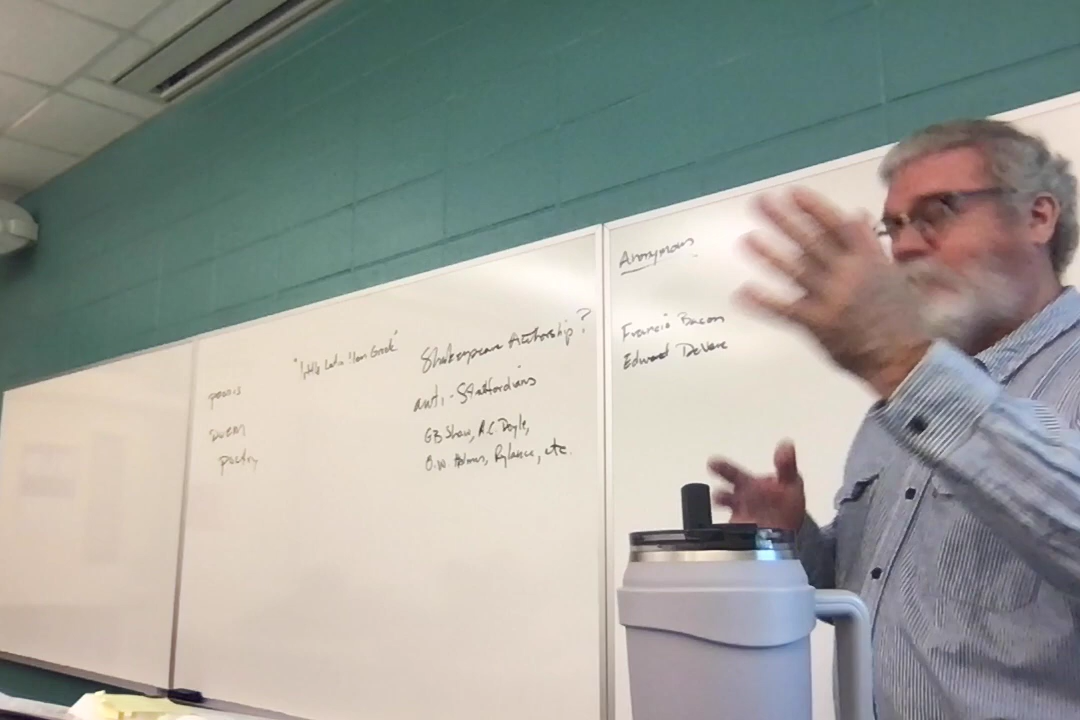 "little Latin 'less Greek"
poems
poetry
Shakespeare Authorship?
anti-Stratfordians
GB Shaw, A.C. Doyle,
O.W. Holmes, Rylance, etc.
Anonymous
Francis Bacon
Edward DeVere